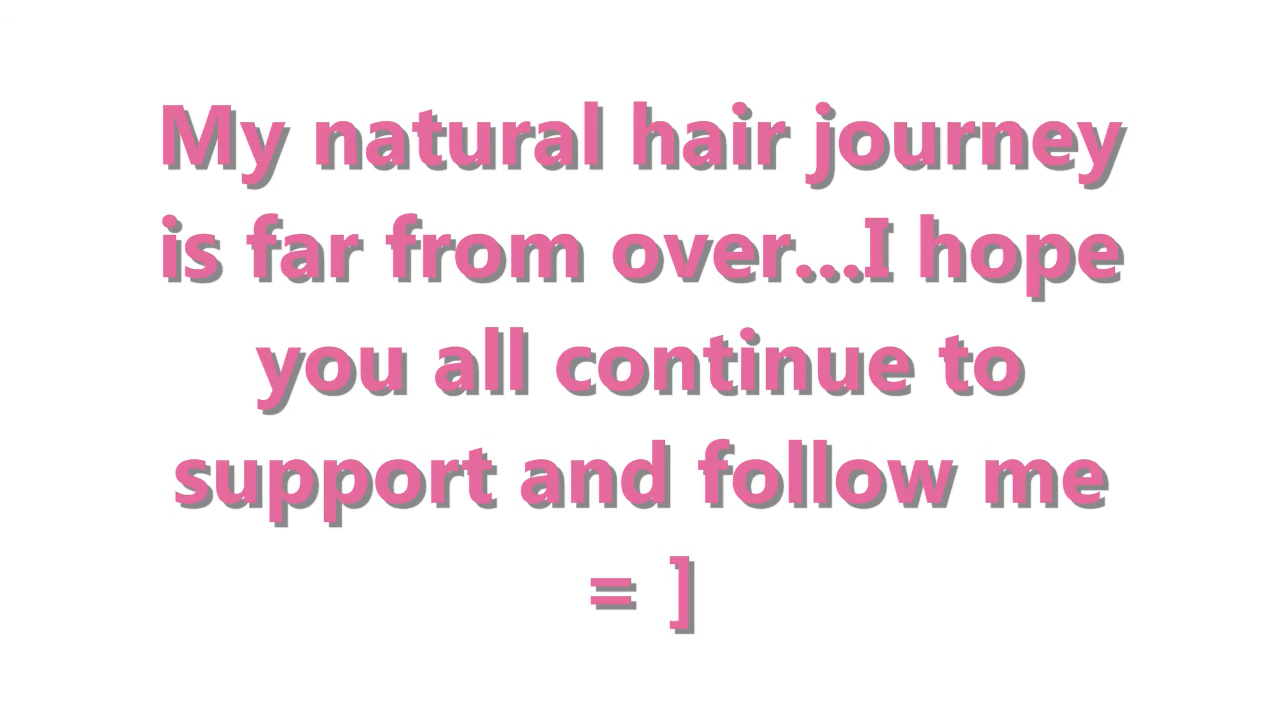 My natural hair journey
is far from over...I hope
you all continue to
support and follow me
= ]